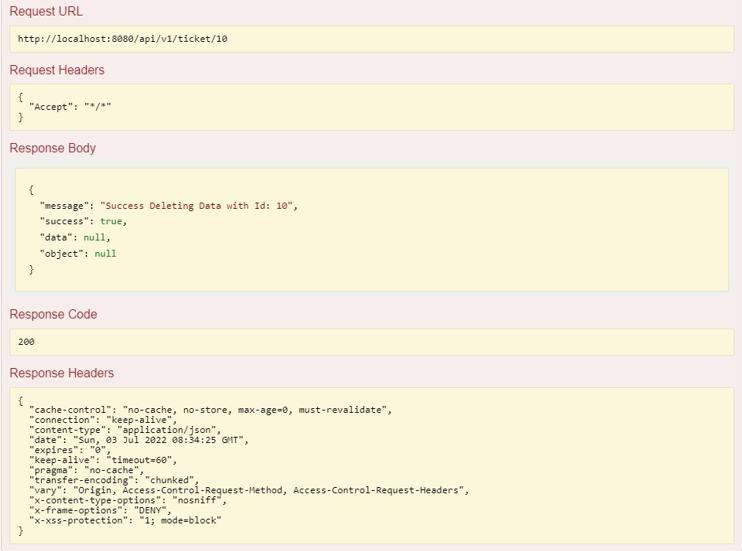 Request URL
http://localhost:8080/api/v1/ticket/10
Request Headers
{
  "Accept": "*/*"
}
Response Body
{
  "message": "Success Deleting Data with Id: 10",
  "success": true,
  "data": null,
  "object": null
}
Response Code
200
Response Headers
{
  "cache-control": "no-cache, no-store, max-age=0, must-revalidate",
  "connection": "keep-alive",
  "content-type": "application/json",
  "date": "Sun, 03 Jul 2022 08:34:25 GMT",
  "expires": "0",
  "keep-alive": "timeout=60",
  "pragma": "no-cache",
  "transfer-encoding": "chunked",
  "vary": "Origin, Access-Control-Request-Method, Access-Control-Request-Headers",
  "x-content-type-options": "nosniff",
  "x-frame-options": "DENY",
  "x-xss-protection": "1; mode=block"
}